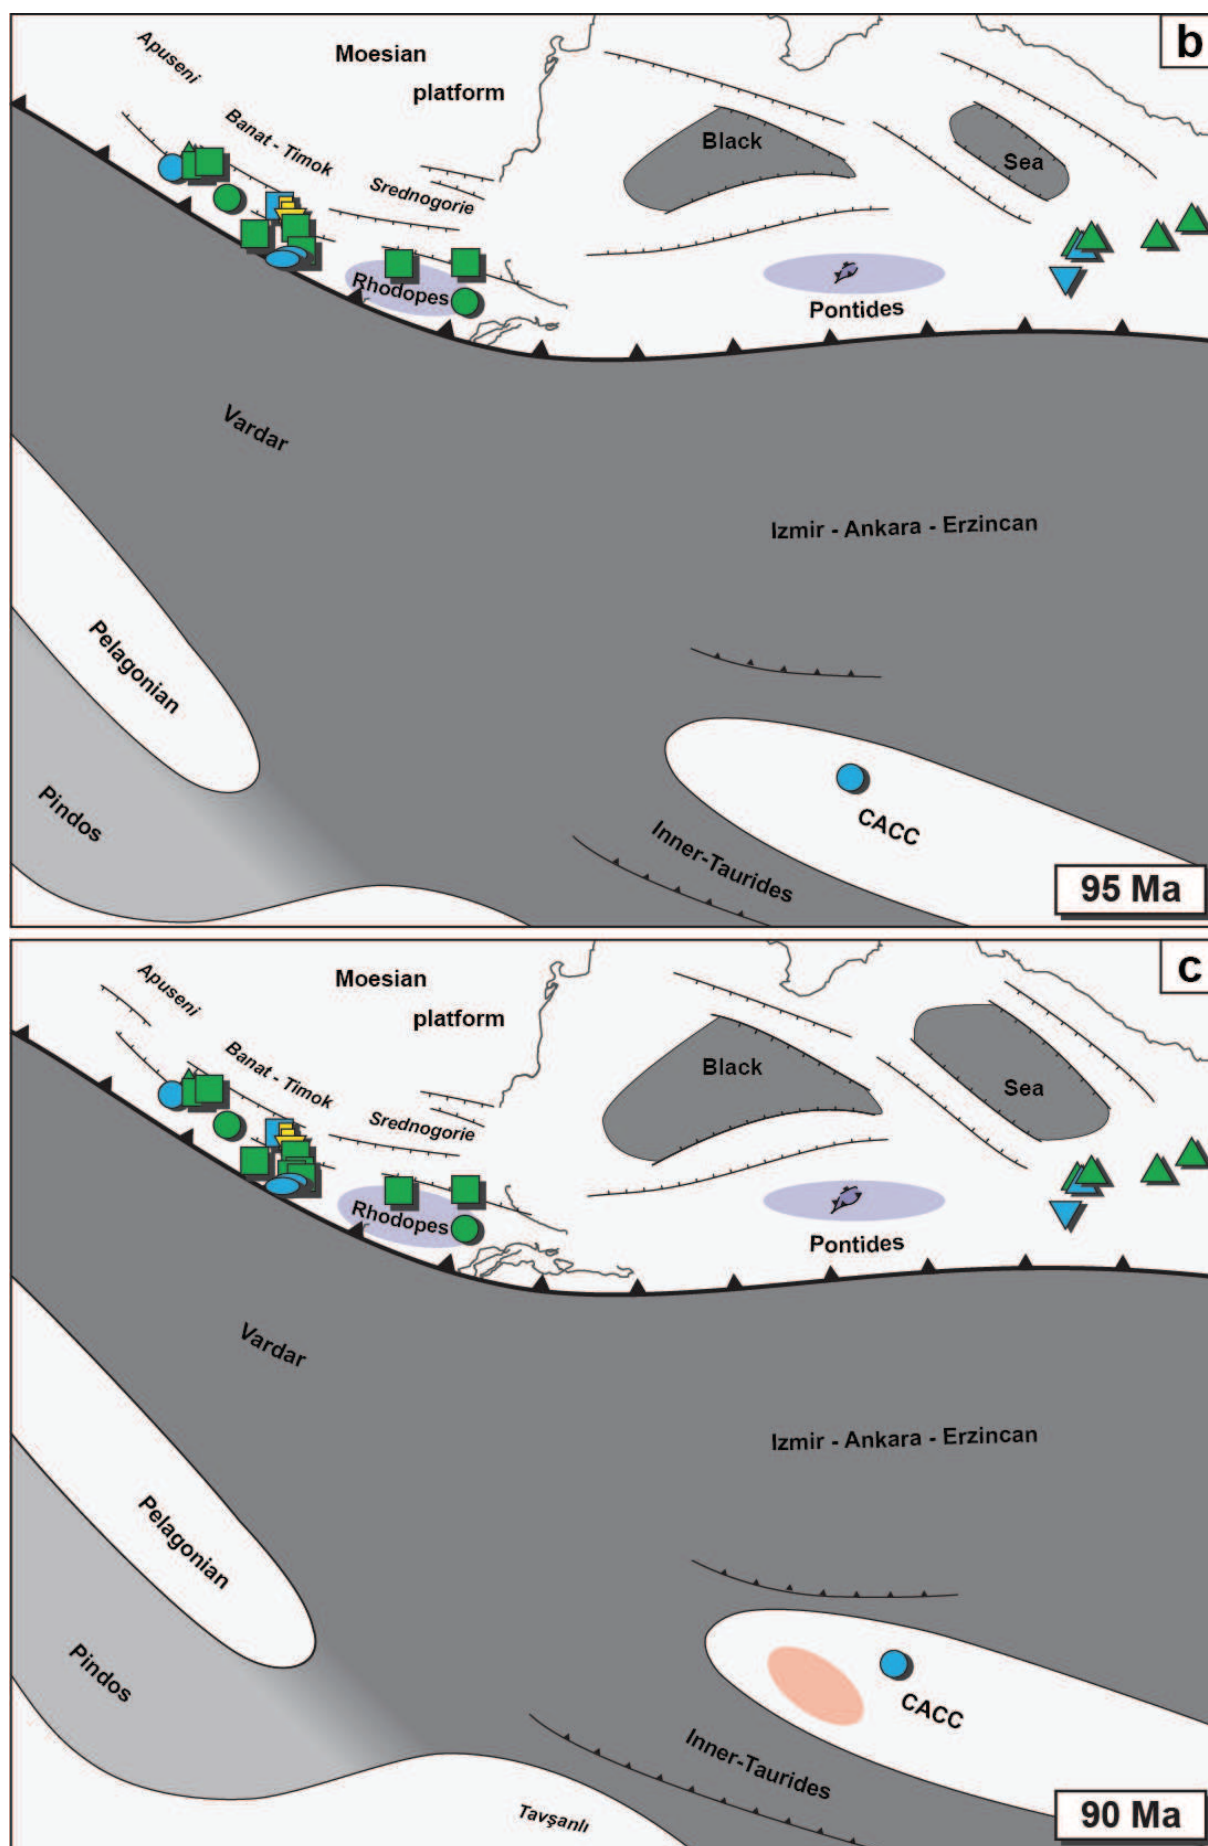 b
Apuseni
Moesian
platform
Banat - Timok
Srednogorie
Black
Sea
Rhodopes
Pontides
Vardar
Izmir - Ankara - Erzincan
Pelagonian
Pindos
CACC
Inner-Taurides
95 Ma
c
Apuseni
Moesian
platform
Banat - Timok
Srednogorie
Black
Sea
Rhodopes
Pontides
Vardar
Izmir - Ankara - Erzincan
Pelagonian
Pindos
CACC
Inner-Taurides
Tavşanlı
90 Ma